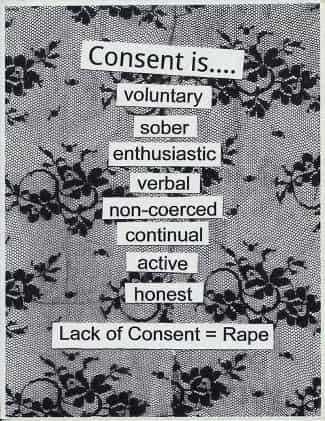 Consent is....
voluntary
sober
enthusiastic
verbal
non-coerced
continual
active
honest
Lack of Consent = Rape